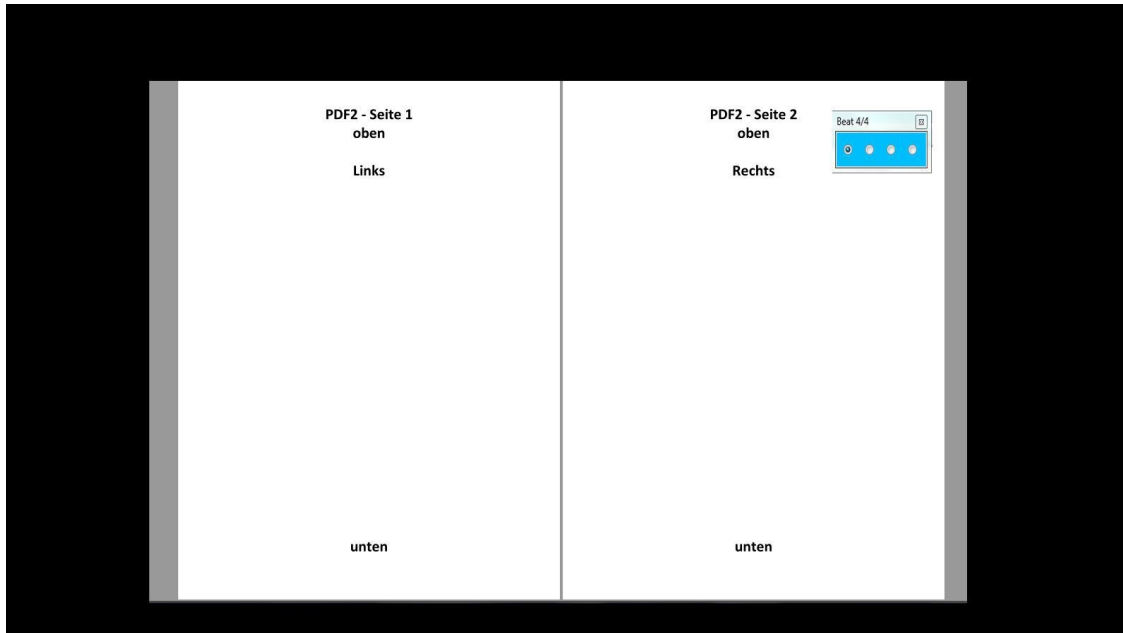 PDF2 - Seite 1
oben
Links
unten
PDF2 - Seite 2
oben
Rechts
Beat 4/4
unten